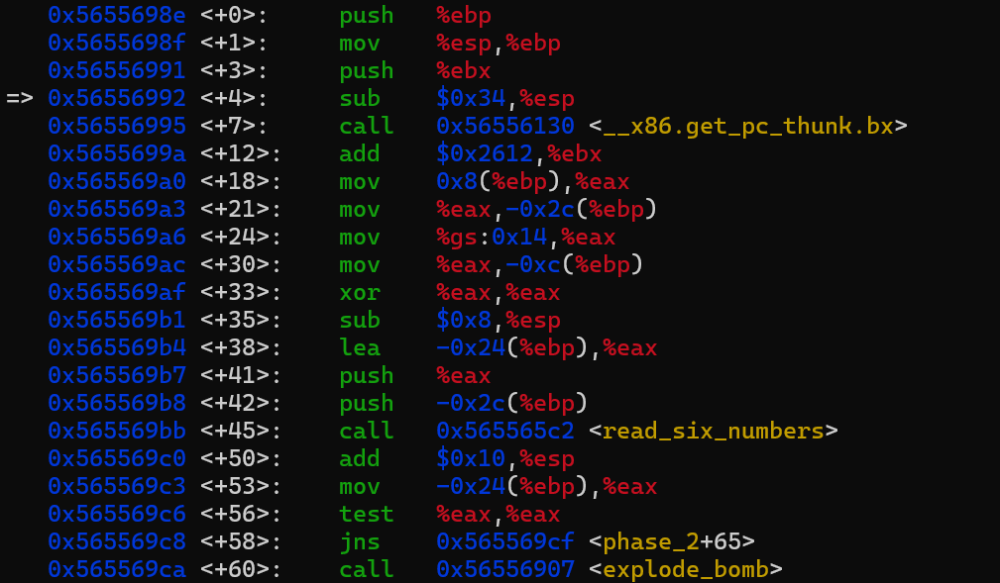 0x5655698e <+0>: push %ebp
0x5655698f <+1>: mov %esp,%ebp
0x56556991 <+3>: push %ebx
=> 0x56556992 <+4>: sub $0x34,%esp
0x56556995 <+7>: call 0x56556130 <__x86.get_pc_thunk.bx>
0x5655699a <+12>: add $0x2612,%ebx
0x565569a0 <+18>: mov 0x8(%ebp),%eax
0x565569a3 <+21>: mov %eax,-0x2c(%ebp)
0x565569a6 <+24>: mov %gs:0x14,%eax
0x565569ac <+30>: mov %eax,-0xc(%ebp)
0x565569af <+33>: xor %eax,%eax
0x565569b1 <+35>: sub $0x8,%esp
0x565569b4 <+38>: lea -0x24(%ebp),%eax
0x565569b7 <+41>: push %eax
0x565569b8 <+42>: push -0x2c(%ebp)
0x565569bb <+45>: call 0x565565c2 <read_six_numbers>
0x565569c0 <+50>: add $0x10,%esp
0x565569c3 <+53>: mov -0x24(%ebp),%eax
0x565569c6 <+56>: test %eax,%eax
0x565569c8 <+58>: jns 0x565569cf <phase_2+65>
0x565569ca <+60>: call 0x56556907 <explode_bomb>